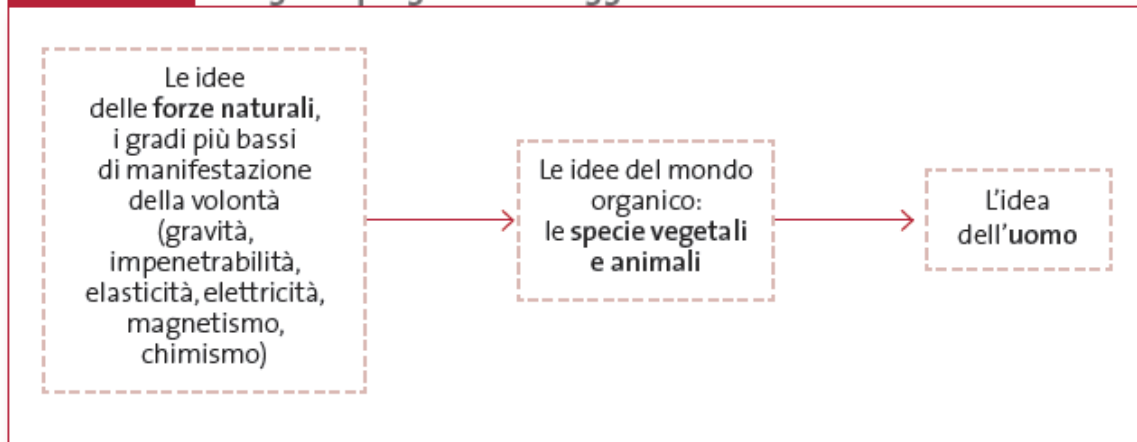 Le idee
delle forze naturali,
i gradi più bassi
di manifestazione
della volontà
(gravità,
impenetrabilità,
elasticità, elettricità,
magnetismo,
chimismo)
Le idee del mondo
organico:
le specie vegetali
e animali
L'idea
dell'uomo